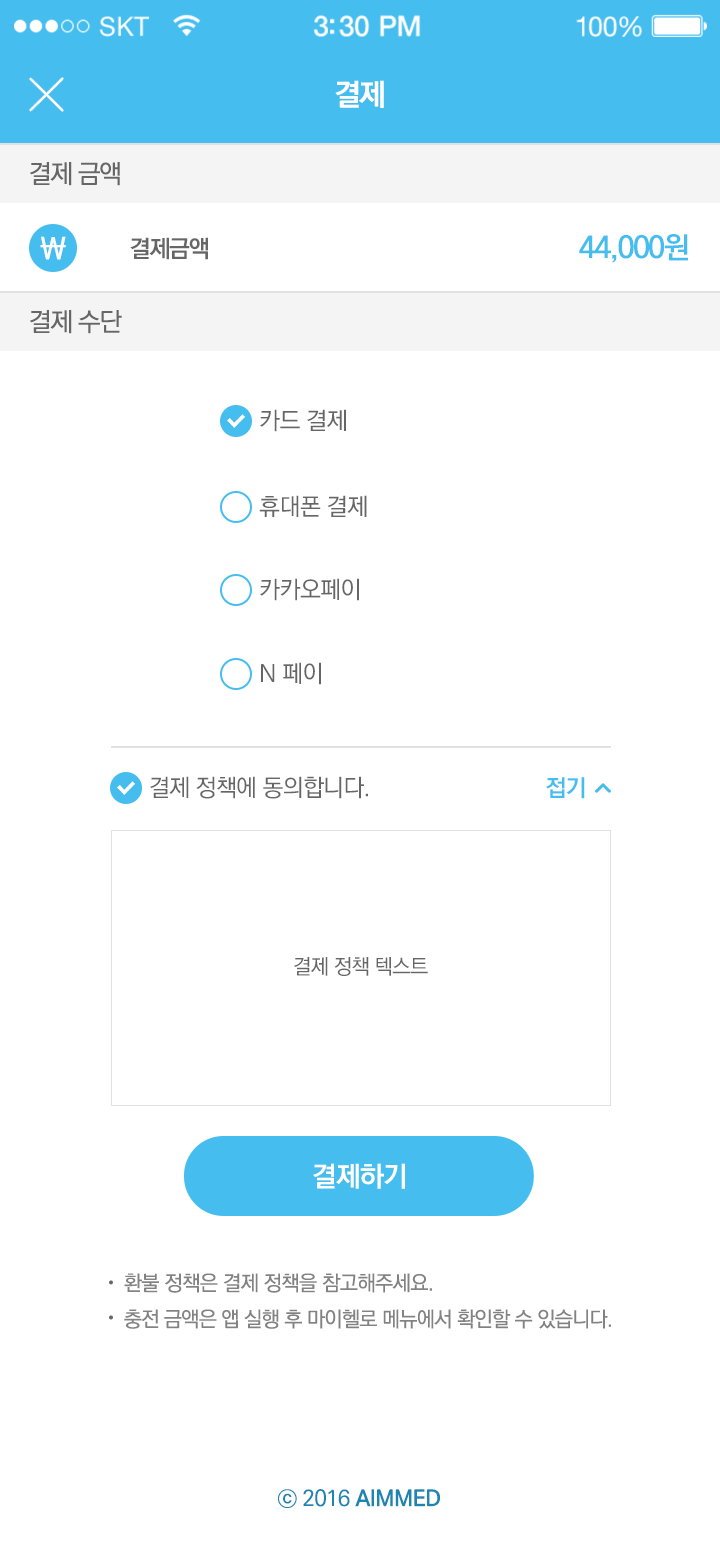 SKT 3:30 PM 100%
결제
결제 금액
₩ 결제금액 44,000원
결제 수단
카드 결제
휴대폰 결제
카카오페이
N 페이
결제 정책에 동의합니다. 접기
결제 정책 텍스트
결제하기
• 환불 정책은 결제 정책을 참고해주세요.
• 충전 금액은 앱 실행 후 마이헬로 메뉴에서 확인할 수 있습니다.
ⓒ 2016 AIMMED